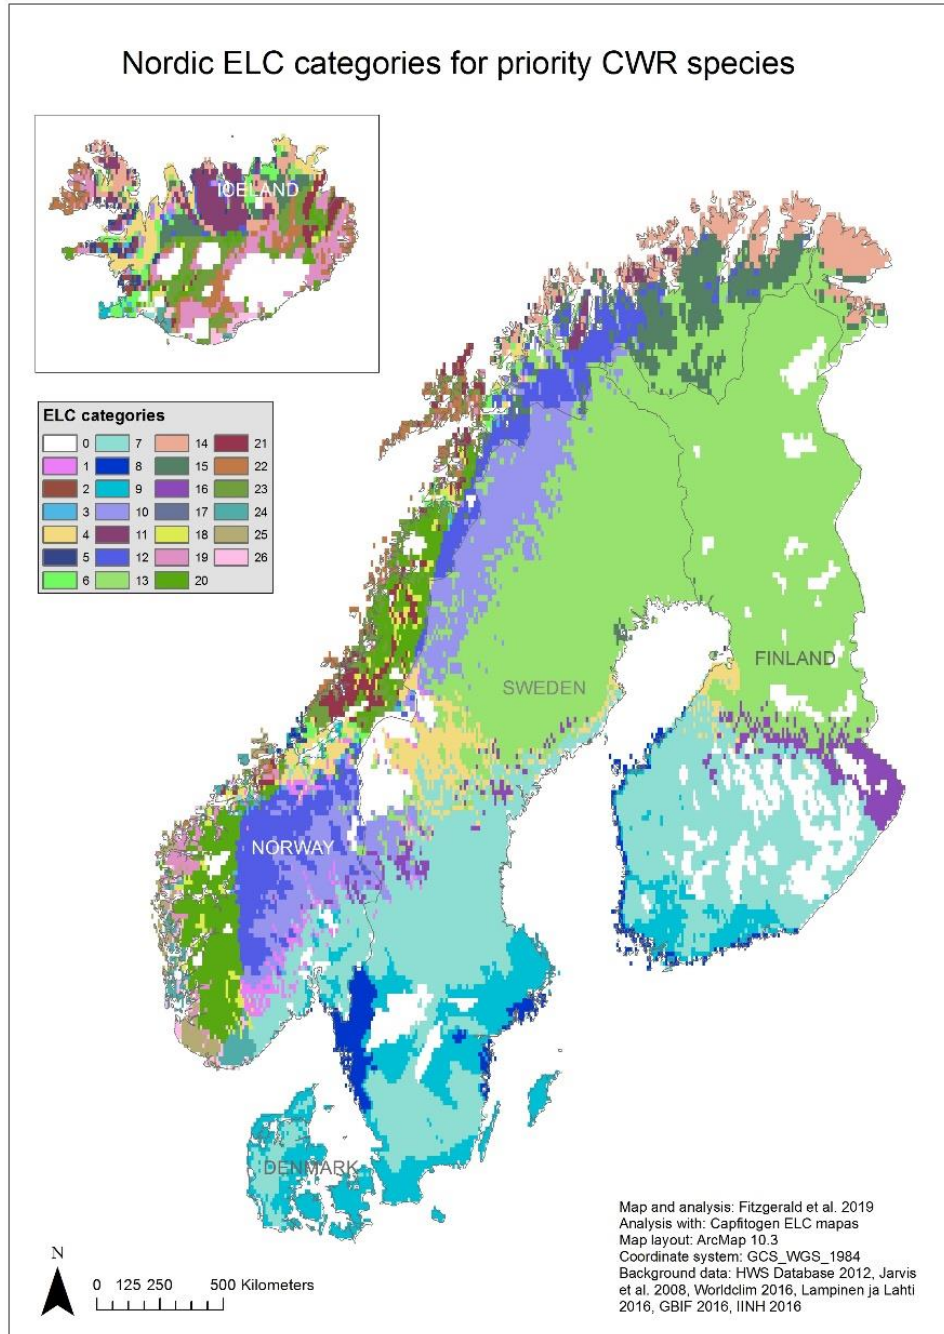 Nordic ELC categories for priority CWR species
ICELAND
ELC categories
0 7 14 21
1 8 15 22
2 9 16 23
3 10 17 24
4 11 18 25
5 12 19 26
6 13 20
FINLAND
SWEDEN
NORWAY
DENMARK
Map and analysis: Fitzgerald et al. 2019
Analysis with: Capfitogen ELC mapas
Map layout: ArcMap 10.3
Coordinate system: GCS_WGS_1984
Background data: HWS Database 2012, Jarvis
et al. 2008, Worldclim 2016, Lampinen ja Lahti
2016, GBIF 2016, IINH 2016
N
0 125 250 500 Kilometers